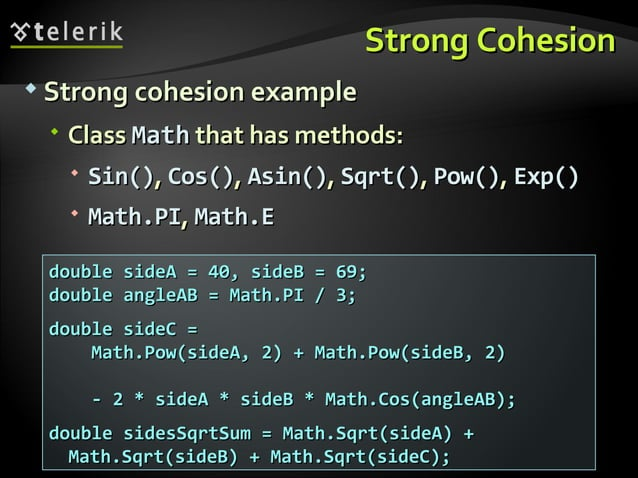 telerik
Strong Cohesion
Strong cohesion example
Class Math that has methods:
Sin(), Cos(), Asin(), Sqrt(), Pow(), Exp()
Math.PI, Math.E
double sideA = 40, sideB = 69;
double angleAB = Math.PI / 3;
double sideC =
Math.Pow(sideA, 2) + Math.Pow(sideB, 2)
- 2 * sideA * sideB * Math.Cos(angleAB);
double sidesSqrtSum = Math.Sqrt(sideA) +
Math.Sqrt(sideB) + Math.Sqrt(sideC);